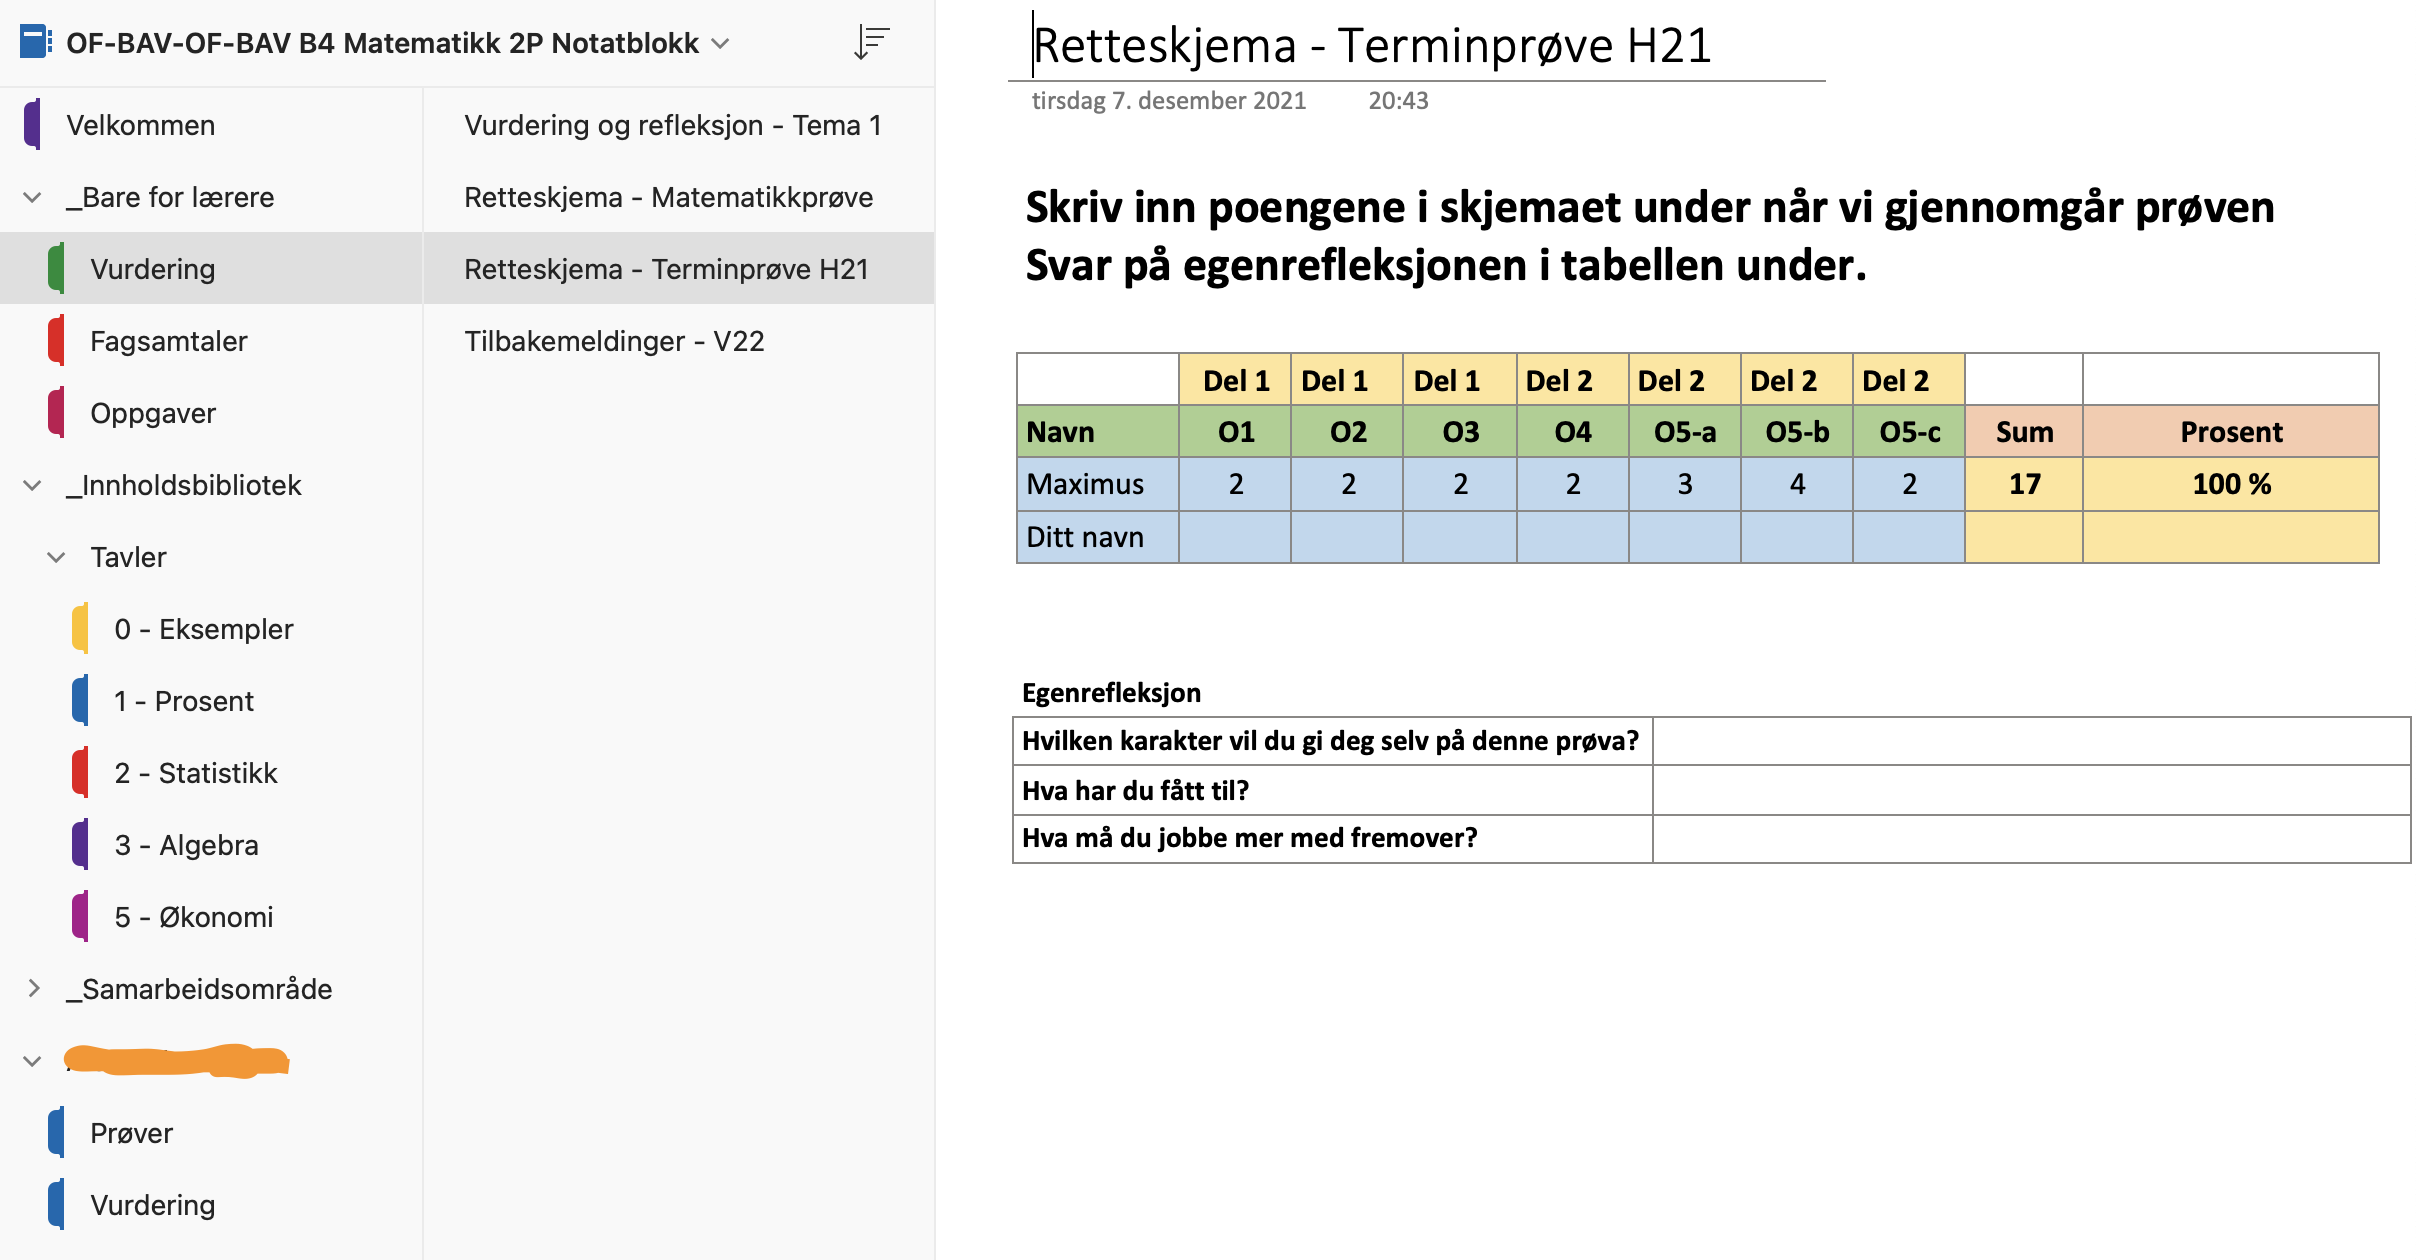 OF-BAV-OF-BAV B4 Matematikk 2P Notatblokk
Velkommen
_Bare for lærere
Vurdering
Fagsamtaler
Oppgaver
_Innholdsbibliotek
Tavler
0 - Eksempler
1 - Prosent
2 - Statistikk
3 - Algebra
5 - Økonomi
_Samarbeidsområde
Prøver
Vurdering
Vurdering og refleksjon - Tema 1
Retteskjema - Matematikkprøve
Retteskjema - Terminprøve H21
Tilbakemeldinger - V22
Retteskjema - Terminprøve H21
tirsdag 7. desember 2021 20:43
Skriv inn poengene i skjemaet under når vi gjennomgår prøven
Svar på egenrefleksjonen i tabellen under.
Del 1 Del 1 Del 1 Del 2 Del 2 Del 2 Del 2
Navn O1 O2 O3 O4 O5-a O5-b O5-c Sum Prosent
Maximus 2 2 2 2 3 4 2 17 100 %
Ditt navn
Egenrefleksjon
Hvilken karakter vil du gi deg selv på denne prøva?
Hva har du fått til?
Hva må du jobbe mer med fremover?